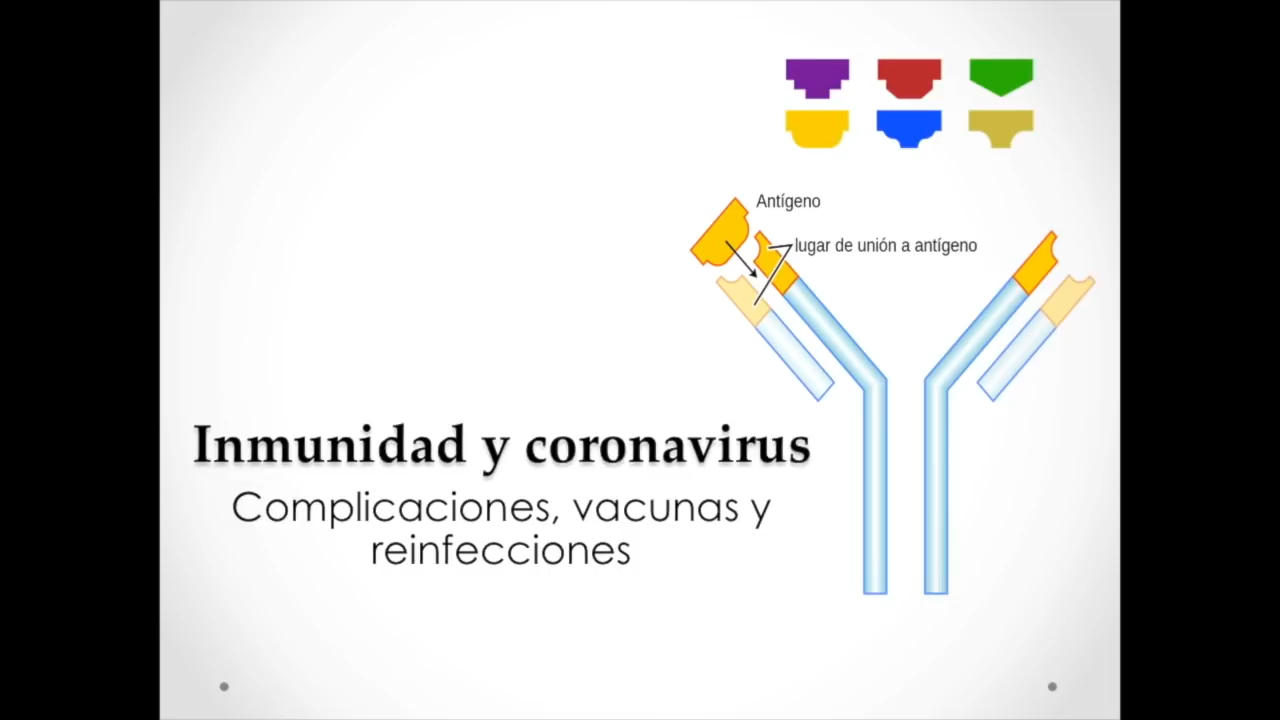 Antígeno
lugar de unión a antígeno
Inmunidad y coronavirus
Complicaciones, vacunas y
reinfecciones